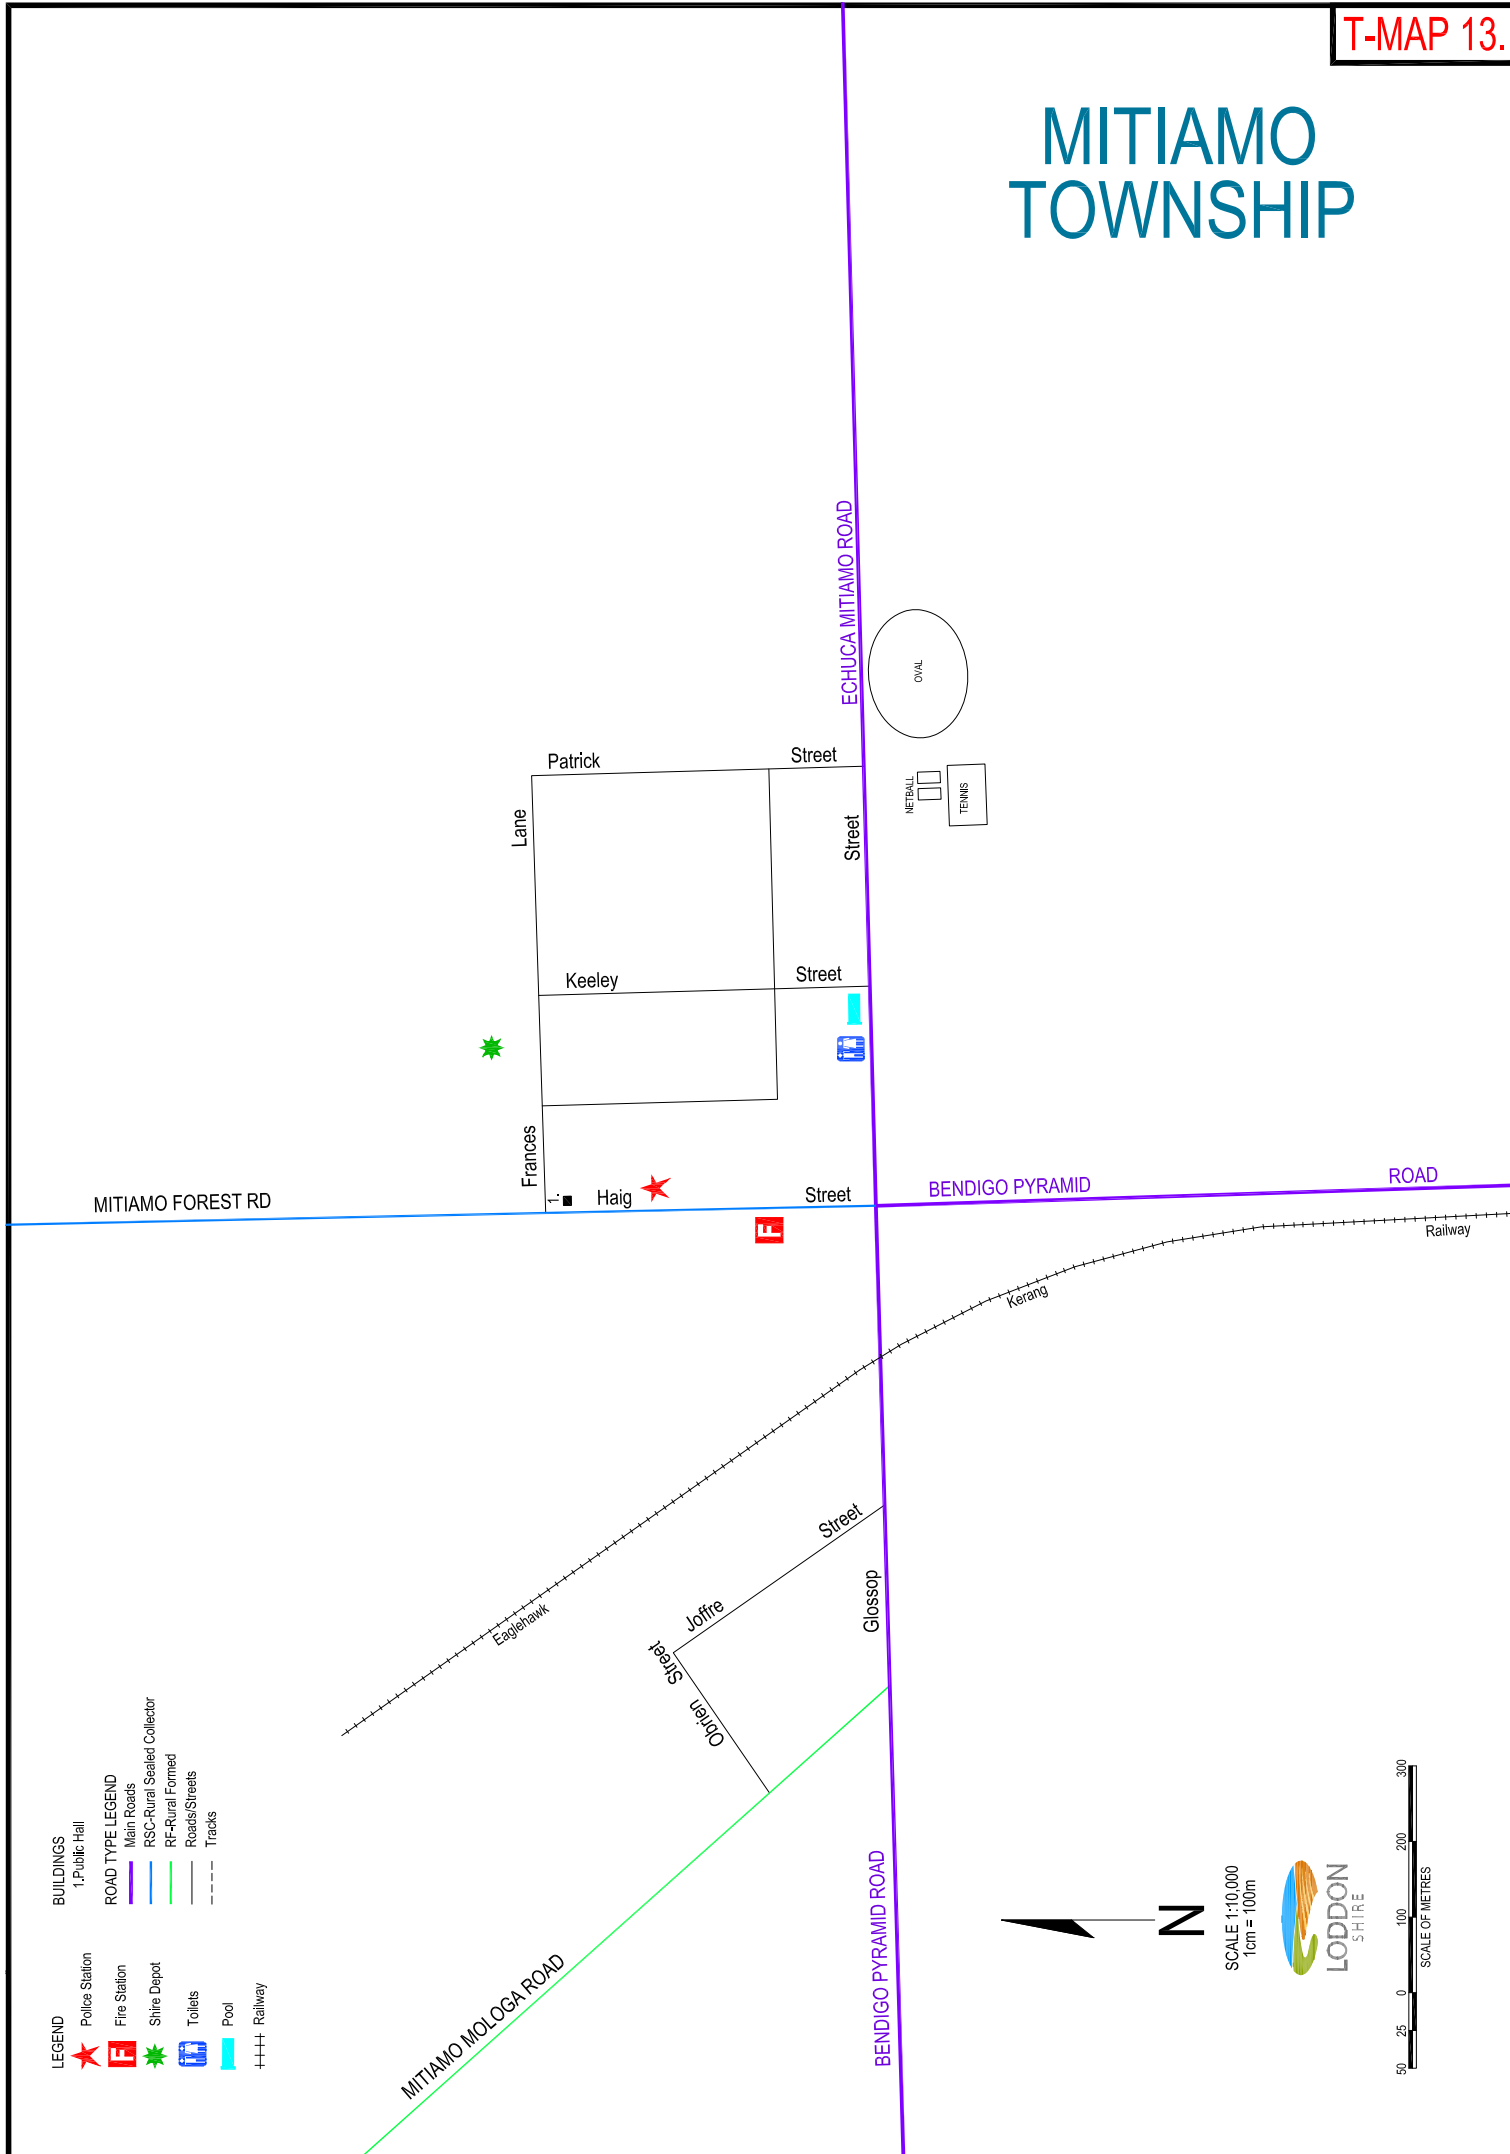 T-MAP 13.
MITIAMO
TOWNSHIP
ECHUCA MITIAMO ROAD
OVAL
Patrick Street
Lane
NETBALL
TENNIS
Street
Keeley Street
Frances
1.
Haig Street
MITIAMO FOREST RD
F
BENDIGO PYRAMID ROAD
Railway
Kerang
Eaglehawk
Joffre Street
Obrien Street
Glossop
MITIAMO MOLOGA ROAD
BENDIGO PYRAMID ROAD
BUILDINGS
1.Public Hall
ROAD TYPE LEGEND
Main Roads
RSC-Rural Sealed Collector
RF-Rural Formed
Roads/Streets
Tracks
LEGEND
Police Station
F Fire Station
Shire Depot
Toilets
Pool
Railway
N
SCALE 1:10,000
1cm = 100m
LODDON
SHIRE
50 25 0 100 200 300
SCALE OF METRES